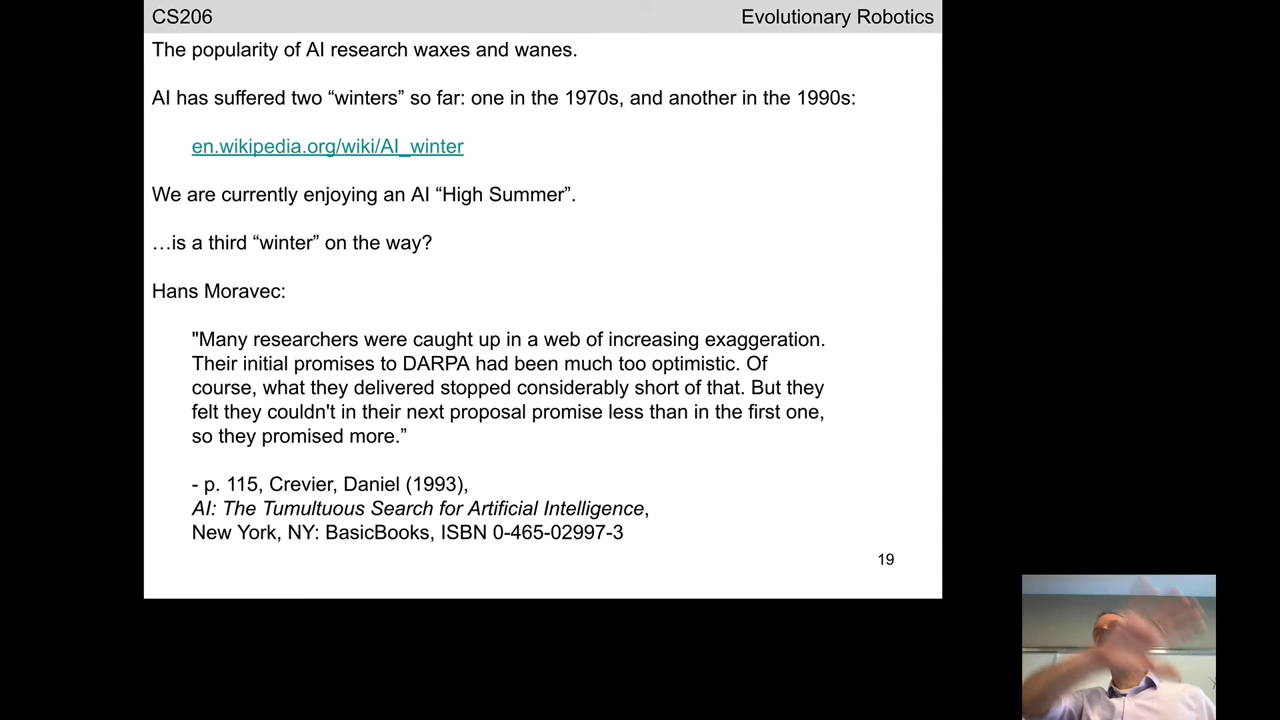 CS206
Evolutionary Robotics
The popularity of AI research waxes and wanes.
AI has suffered two “winters” so far: one in the 1970s, and another in the 1990s:
en.wikipedia.org/wiki/AI_winter
We are currently enjoying an AI “High Summer”.
…is a third “winter” on the way?
Hans Moravec:
"Many researchers were caught up in a web of increasing exaggeration.
Their initial promises to DARPA had been much too optimistic. Of
course, what they delivered stopped considerably short of that. But they
felt they couldn't in their next proposal promise less than in the first one,
so they promised more.”
- p. 115, Crevier, Daniel (1993),
AI: The Tumultuous Search for Artificial Intelligence,
New York, NY: BasicBooks, ISBN 0-465-02997-3
19